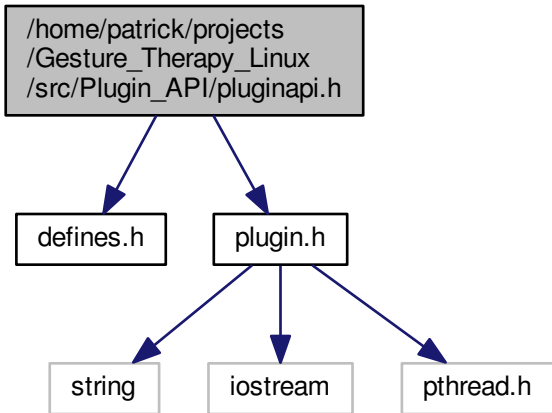 /home/patrick/projects
/Gesture_Therapy_Linux
/src/Plugin_API/pluginapi.h
defines.h
plugin.h
string
iostream
pthread.h